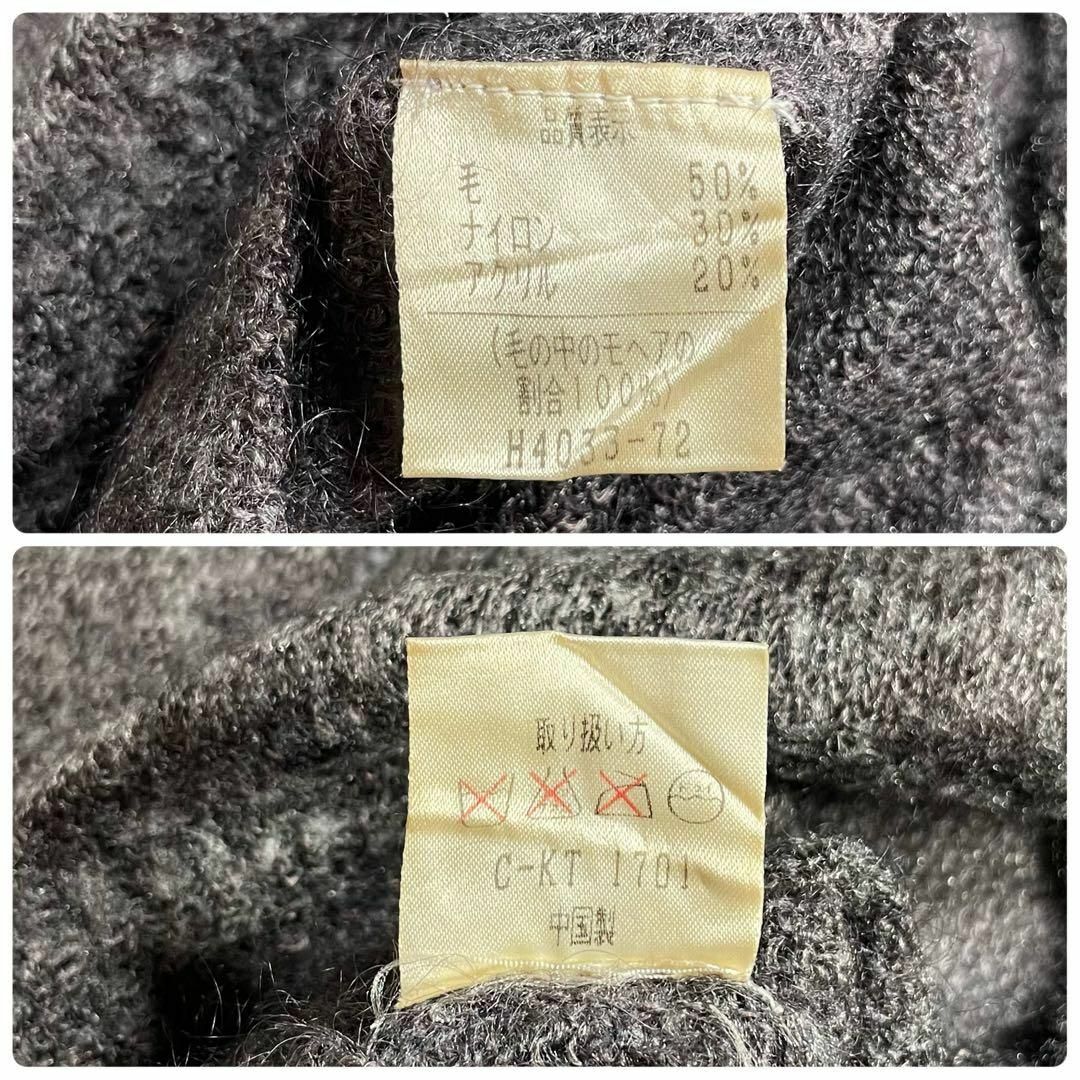 品質表示
毛 50%
ナイロン 30%
アクリル 20%
(毛の中のモヘアの
割合100%)
H4033-72
取り扱い方
C-KT 1701
中国製